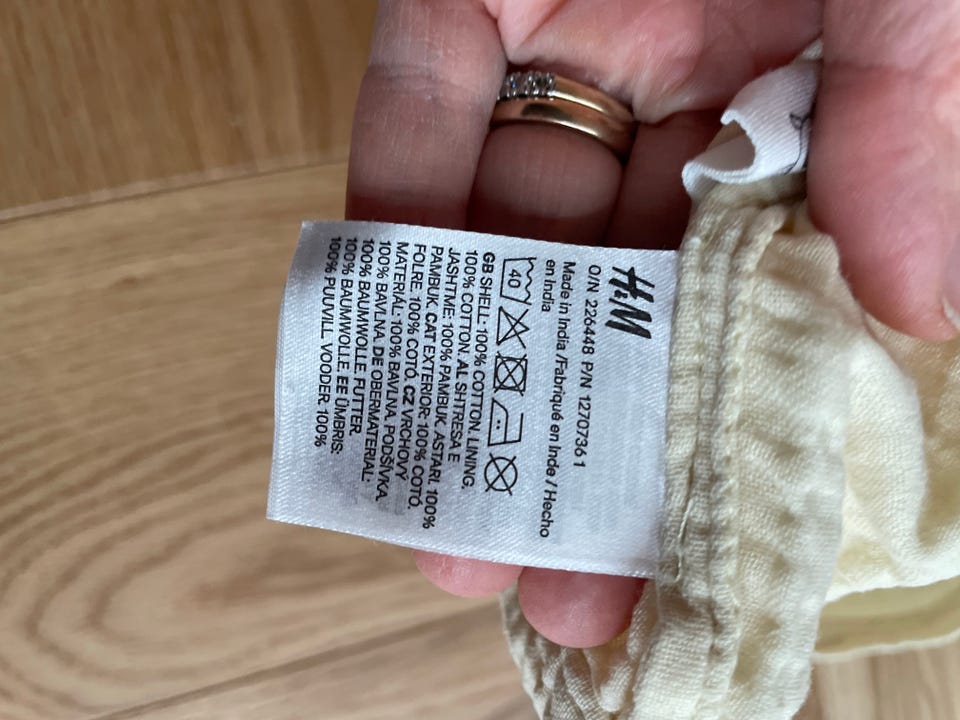 H&M
O/N 226448 P/N 12707361
Made in India /Fabriqué en Inde / Hecho
en India
40
GB SHELL: 100% COTTON. LINING.
100% COTTON. AL SHTRESA E
JASHTME: 100% PAMBUK. ASTARI. 100%
PAMBUK. CAT EXTERIOR: 100% COTÓ.
FOLRE. 100% COTÓ. CZ VRCHOVÝ
MATERIÁL: 100% BAVLNA. PODŠÍVKA.
100% BAVLNA. DE OBERMATERIAL:
100% BAUMWOLLE. FUTTER.
100% BAUMWOLLE. EE ÜMBRIS:
100% PUUVILL. VOODER. 100%